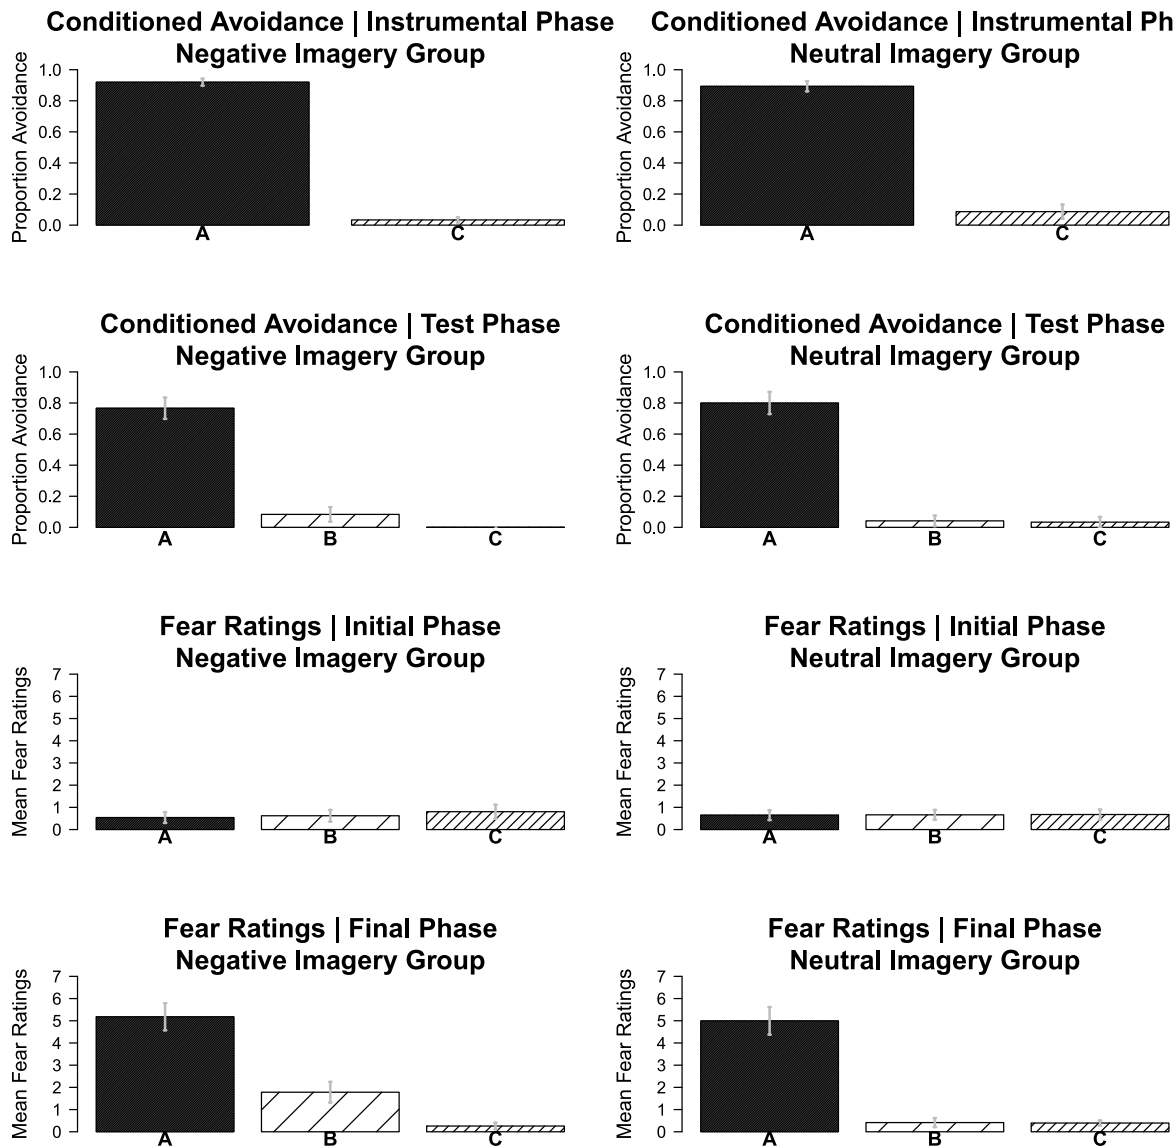 Conditioned Avoidance | Instrumental Phase
Negative Imagery Group
Proportion Avoidance
1.0
0.8
0.6
0.4
0.2
0.0
A C
Conditioned Avoidance | Instrumental Ph
Neutral Imagery Group
Proportion Avoidance
1.0
0.8
0.6
0.4
0.2
0.0
A C
Conditioned Avoidance | Test Phase
Negative Imagery Group
Proportion Avoidance
1.0
0.8
0.6
0.4
0.2
0.0
A B C
Conditioned Avoidance | Test Phase
Neutral Imagery Group
Proportion Avoidance
1.0
0.8
0.6
0.4
0.2
0.0
A B C
Fear Ratings | Initial Phase
Negative Imagery Group
Mean Fear Ratings
7
6
5
4
3
2
1
0
A B C
Fear Ratings | Initial Phase
Neutral Imagery Group
Mean Fear Ratings
7
6
5
4
3
2
1
0
A B C
Fear Ratings | Final Phase
Negative Imagery Group
Mean Fear Ratings
7
6
5
4
3
2
1
0
A B C
Fear Ratings | Final Phase
Neutral Imagery Group
Mean Fear Ratings
7
6
5
4
3
2
1
0
A B C